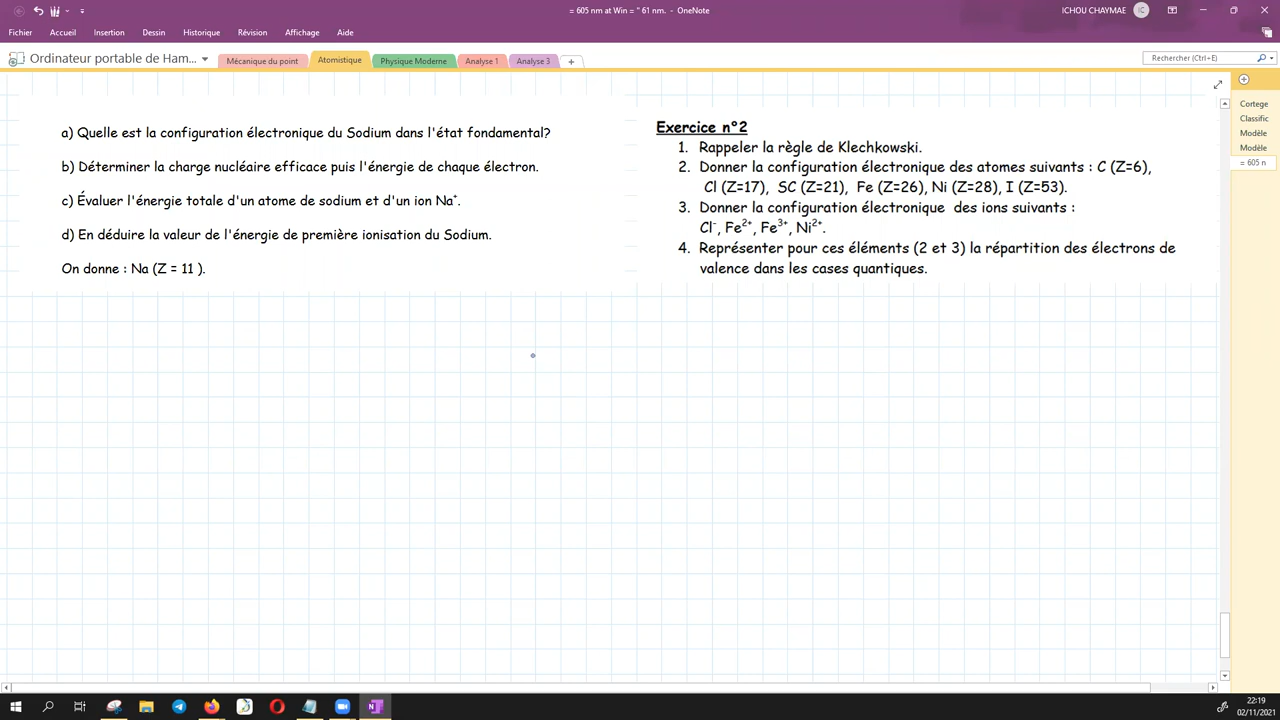 = 605 nm at Win = " 61 nm. - OneNote
ICHOU CHAYMAE IC
Fichier Accueil Insertion Dessin Historique Révision Affichage Aide
Ordinateur portable de Ham... Mécanique du point Atomistique Physique Moderne Analyse 1 Analyse 3 +
Rechercher (Ctrl+E)
a) Quelle est la configuration électronique du Sodium dans l'état fondamental?
b) Déterminer la charge nucléaire efficace puis l'énergie de chaque électron.
c) Évaluer l'énergie totale d'un atome de sodium et d'un ion Na⁺.
d) En déduire la valeur de l'énergie de première ionisation du Sodium.
On donne : Na (Z = 11 ).
Exercice n°2
1. Rappeler la règle de Klechkowski.
2. Donner la configuration électronique des atomes suivants : C (Z=6),
Cl (Z=17), SC (Z=21), Fe (Z=26), Ni (Z=28), I (Z=53).
3. Donner la configuration électronique des ions suivants :
Cl⁻, Fe²⁺, Fe³⁺, Ni²⁺.
4. Représenter pour ces éléments (2 et 3) la répartition des électrons de
valence dans les cases quantiques.
Cortege
Classific
Modèle
Modèle
= 605 n
22:19
02/11/2021